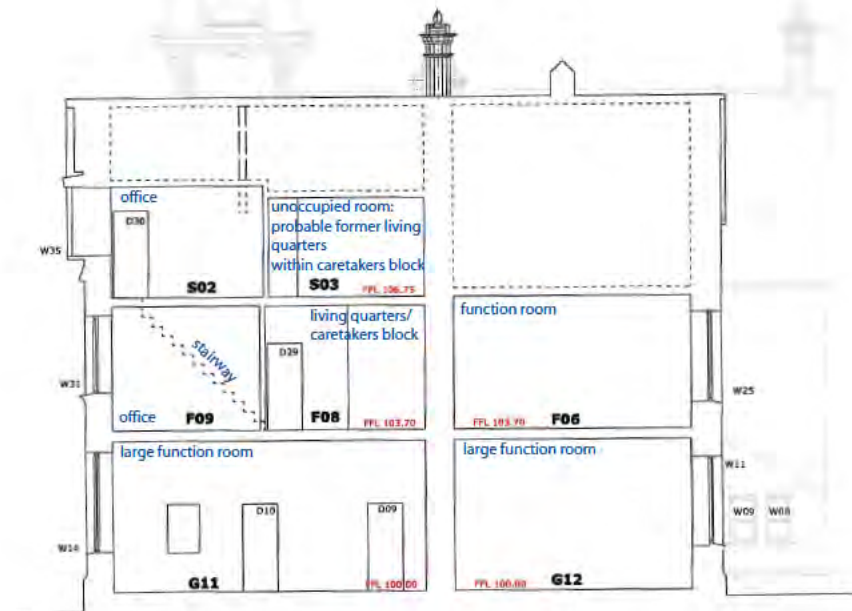 office
D30
unoccupied room:
probable former living
quarters
within caretakers block
W35
S02
S03
FFL 106.75
living quarters/
caretakers block
function room
stairway
D29
W31
W25
office
F09
F08
FFL 103.70
FFL 103.70
F06
large function room
large function room
W11
D10
D09
W09
W08
W14
G11
FFL 100.00
FFL 100.00
G12